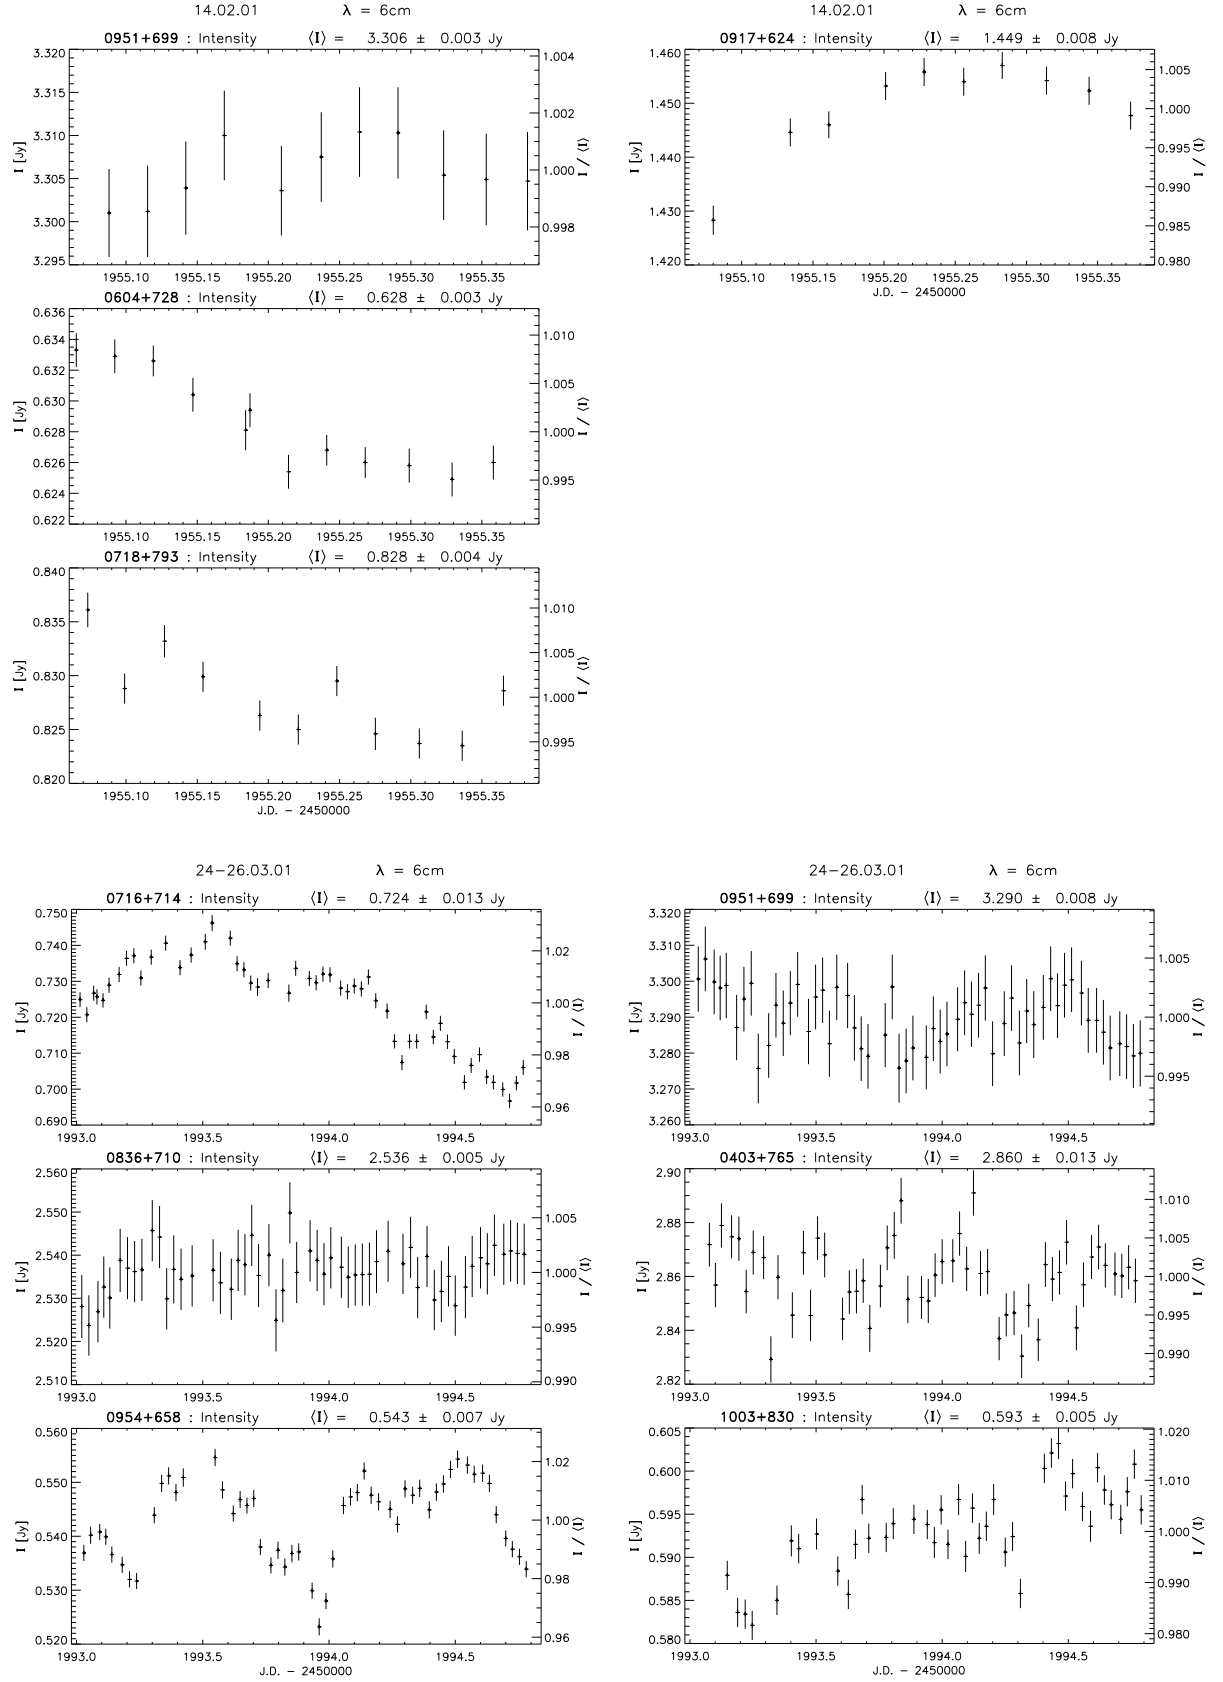 14.02.01 λ = 6cm
0951+699 : Intensity ⟨I⟩ = 3.306 ± 0.003 Jy
3.320
3.315
3.310
3.305
3.300
3.295
I [Jy]
1.004
1.002
1.000
0.998
I / ⟨I⟩
1955.10 1955.15 1955.20 1955.25 1955.30 1955.35
0604+728 : Intensity ⟨I⟩ = 0.628 ± 0.003 Jy
0.636
0.634
0.632
0.630
0.628
0.626
0.624
0.622
I [Jy]
1.010
1.005
1.000
0.995
I / ⟨I⟩
1955.10 1955.15 1955.20 1955.25 1955.30 1955.35
0718+793 : Intensity ⟨I⟩ = 0.828 ± 0.004 Jy
0.840
0.835
0.830
0.825
0.820
I [Jy]
1.010
1.005
1.000
0.995
I / ⟨I⟩
1955.10 1955.15 1955.20 1955.25 1955.30 1955.35
J.D. − 2450000
14.02.01 λ = 6cm
0917+624 : Intensity ⟨I⟩ = 1.449 ± 0.008 Jy
1.460
1.450
1.440
1.430
1.420
I [Jy]
1.005
1.000
0.995
0.990
0.985
0.980
I / ⟨I⟩
1955.10 1955.15 1955.20 1955.25 1955.30 1955.35
J.D. − 2450000
24−26.03.01 λ = 6cm
0716+714 : Intensity ⟨I⟩ = 0.724 ± 0.013 Jy
0.750
0.740
0.730
0.720
0.710
0.700
0.690
I [Jy]
1.02
1.00
0.98
0.96
I / ⟨I⟩
1993.0 1993.5 1994.0 1994.5
0836+710 : Intensity ⟨I⟩ = 2.536 ± 0.005 Jy
2.560
2.550
2.540
2.530
2.520
2.510
I [Jy]
1.005
1.000
0.995
0.990
I / ⟨I⟩
1993.0 1993.5 1994.0 1994.5
0954+658 : Intensity ⟨I⟩ = 0.543 ± 0.007 Jy
0.560
0.550
0.540
0.530
0.520
I [Jy]
1.02
1.00
0.98
0.96
I / ⟨I⟩
1993.0 1993.5 1994.0 1994.5
J.D. − 2450000
24−26.03.01 λ = 6cm
0951+699 : Intensity ⟨I⟩ = 3.290 ± 0.008 Jy
3.320
3.310
3.300
3.290
3.280
3.270
3.260
I [Jy]
1.005
1.000
0.995
I / ⟨I⟩
1993.0 1993.5 1994.0 1994.5
0403+765 : Intensity ⟨I⟩ = 2.860 ± 0.013 Jy
2.90
2.88
2.86
2.84
2.82
I [Jy]
1.010
1.005
1.000
0.995
0.990
I / ⟨I⟩
1993.0 1993.5 1994.0 1994.5
1003+830 : Intensity ⟨I⟩ = 0.593 ± 0.005 Jy
0.605
0.600
0.595
0.590
0.585
0.580
I [Jy]
1.020
1.010
1.000
0.990
0.980
I / ⟨I⟩
1993.0 1993.5 1994.0 1994.5
J.D. − 2450000